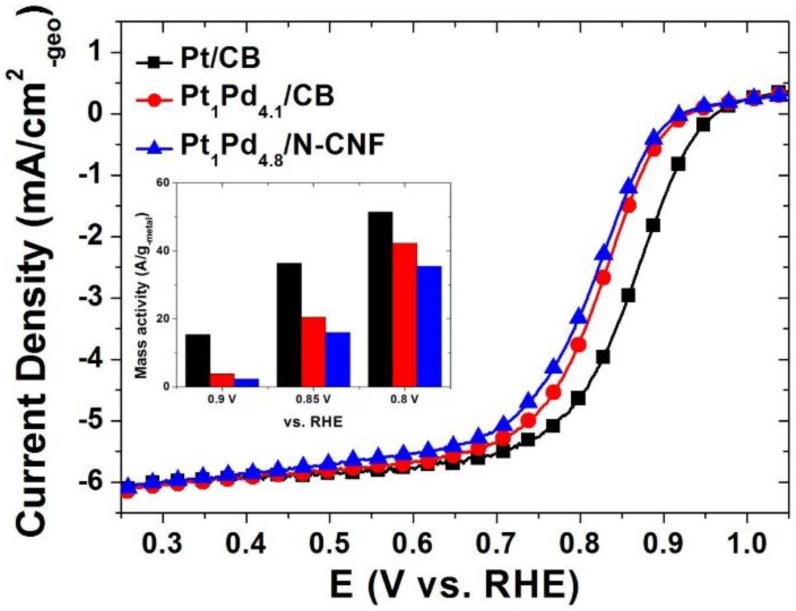 Current Density (mA/cm²-geo)
1
0
-1
-2
-3
-4
-5
-6
Pt/CB
Pt₁Pd₄.₁/CB
Pt₁Pd₄.₈/N-CNF
Mass activity (A/g-metal)
60
40
20
0
0.9 V
0.85 V
0.8 V
vs. RHE
0.3
0.4
0.5
0.6
0.7
0.8
0.9
1.0
E (V vs. RHE)